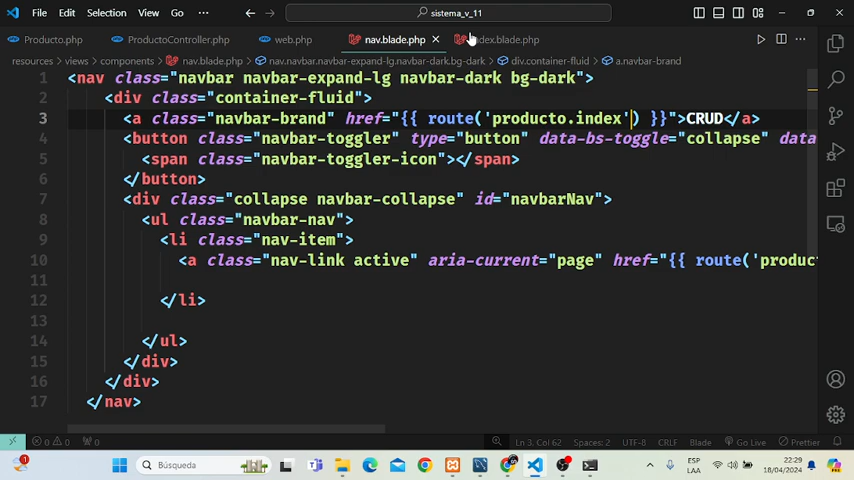 File Edit Selection View Go ... sistema_v_11
Producto.php ProductoController.php web.php nav.blade.php index.blade.php
resources > views > components > nav.blade.php > nav.navbar.navbar-expand-lg.navbar-dark.bg-dark > div.container-fluid > a.navbar-brand
1 <nav class="navbar navbar-expand-lg navbar-dark bg-dark">
2 <div class="container-fluid">
3 <a class="navbar-brand" href="{{ route('producto.index') }}">CRUD</a>
4 <button class="navbar-toggler" type="button" data-bs-toggle="collapse" data
5 <span class="navbar-toggler-icon"></span>
6 </button>
7 <div class="collapse navbar-collapse" id="navbarNav">
8 <ul class="navbar-nav">
9 <li class="nav-item">
10 <a class="nav-link active" aria-current="page" href="{{ route('produc
11
12 </li>
13
14 </ul>
15 </div>
16 </div>
17 </nav>
0 0 0 Ln 3, Col 62 Spaces: 2 UTF-8 CRLF Blade Go Live Prettier
Búsqueda ESP LAA 22:29 18/04/2024